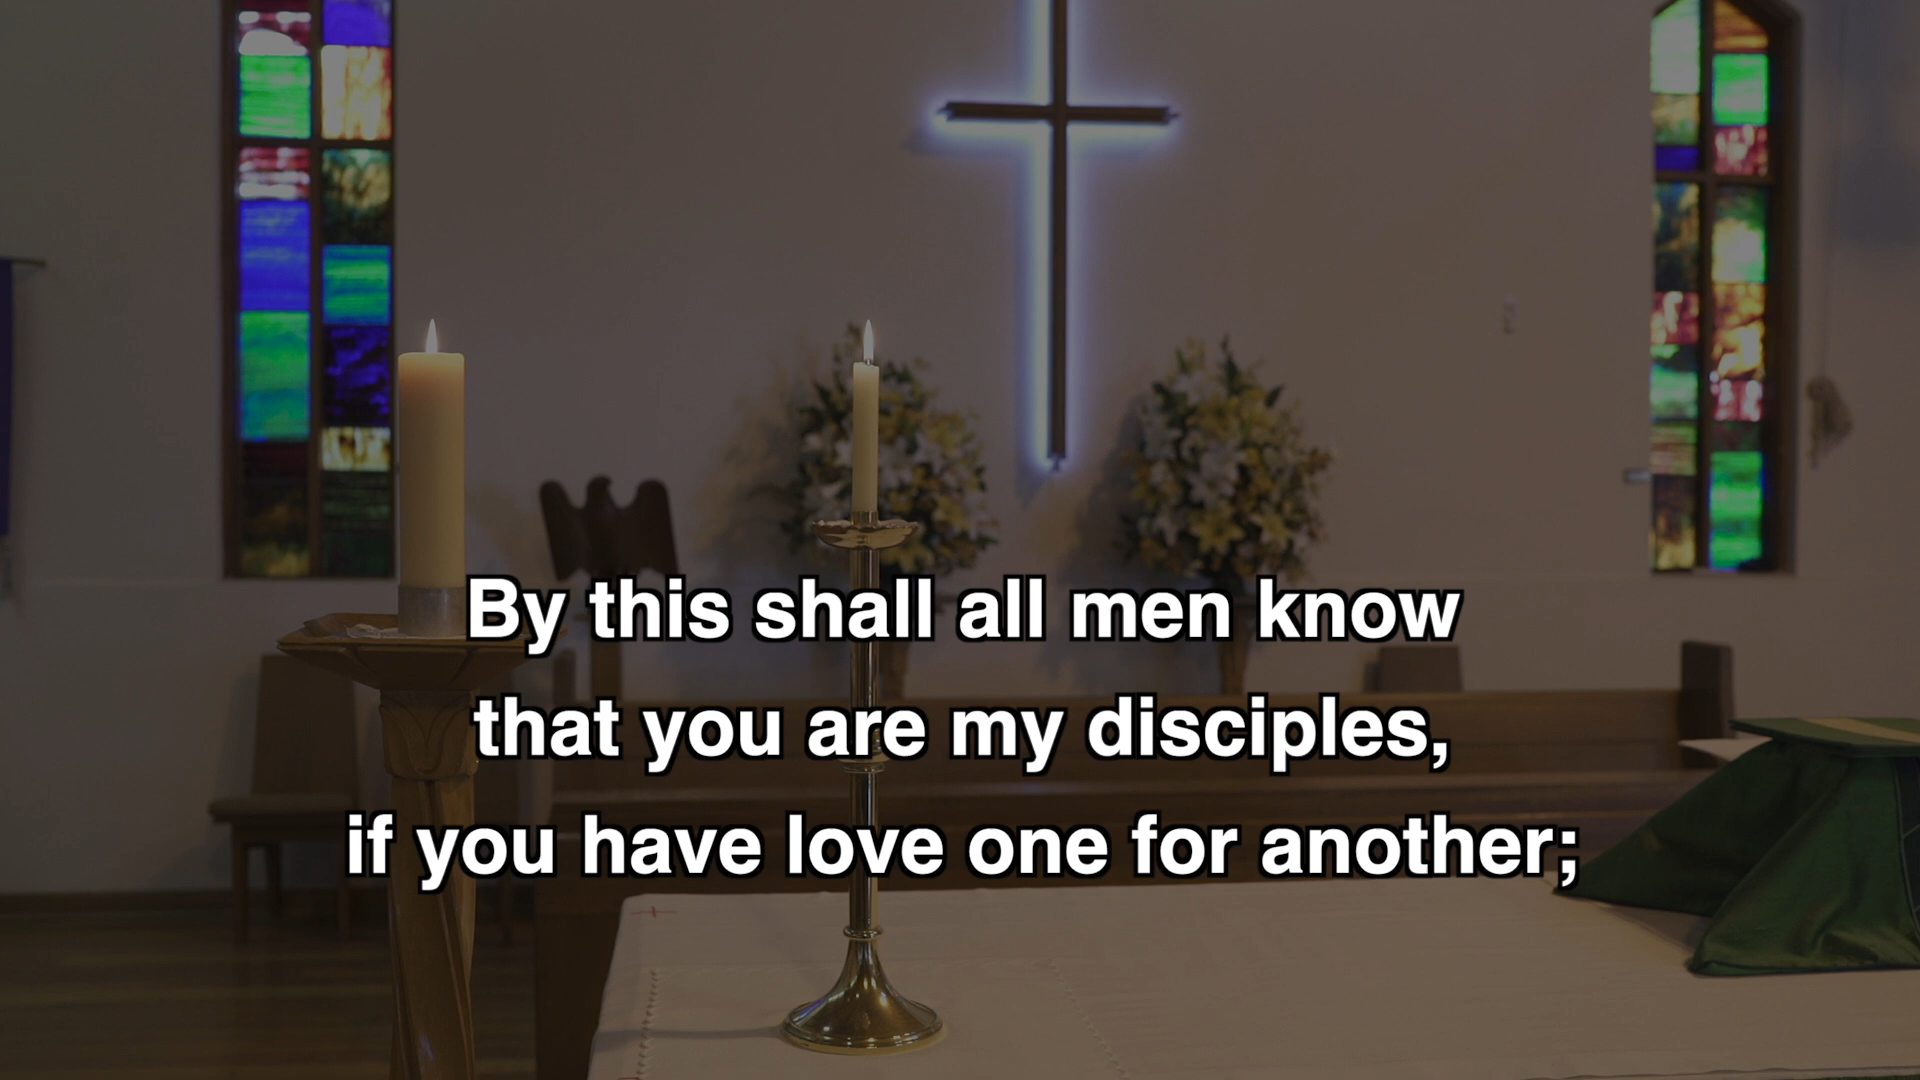 By this shall all men know
that you are my disciples,
if you have love one for another;